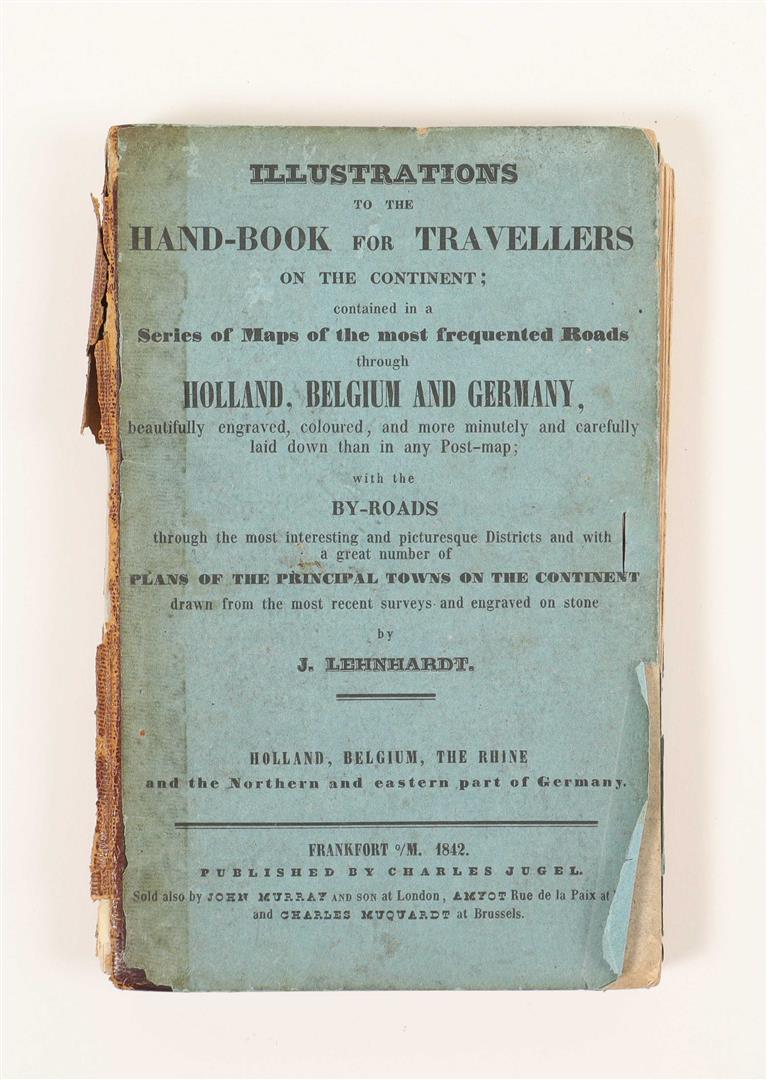 ILLUSTRATIONS
TO THE
HAND-BOOK FOR TRAVELLERS
ON THE CONTINENT;
contained in a
Series of Maps of the most frequented Roads
through
HOLLAND, BELGIUM AND GERMANY,
beautifully engraved, coloured, and more minutely and carefully
laid down than in any Post-map;
with the
BY-ROADS
through the most interesting and picturesque Districts and with
a great number of
PLANS OF THE PRINCIPAL TOWNS ON THE CONTINENT
drawn from the most recent surveys and engraved on stone
by
J. LEHNHARDT.
HOLLAND, BELGIUM, THE RHINE
and the Northern and eastern part of Germany.
FRANKFORT o/M. 1842.
PUBLISHED BY CHARLES JUGEL.
Sold also by JOHN MURRAY AND SON at London, AMYOT Rue de la Paix at
and CHARLES MUQUARDT at Brussels.